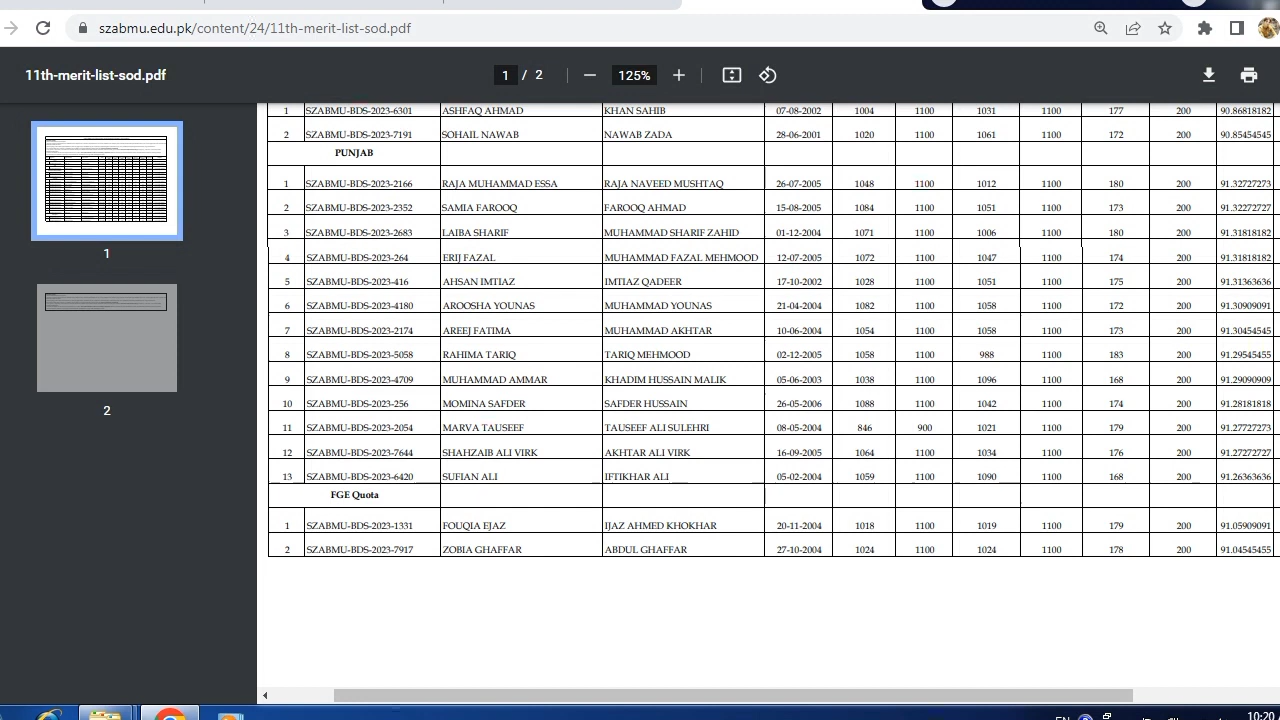 szabmu.edu.pk/content/24/11th-merit-list-sod.pdf
11th-merit-list-sod.pdf
1 / 2
125%
1 SZABMU-BDS-2023-6301 ASHFAQ AHMAD KHAN SAHIB 07-08-2002 1004 1100 1031 1100 177 200 90.86818182
2 SZABMU-BDS-2023-7191 SOHAIL NAWAB NAWAB ZADA 28-06-2001 1020 1100 1061 1100 172 200 90.85454545
PUNJAB
1 SZABMU-BDS-2023-2166 RAJA MUHAMMAD ESSA RAJA NAVEED MUSHTAQ 26-07-2005 1048 1100 1012 1100 180 200 91.32727273
2 SZABMU-BDS-2023-2352 SAMIA FAROOQ FAROOQ AHMAD 15-08-2005 1084 1100 1051 1100 173 200 91.32272727
3 SZABMU-BDS-2023-2683 LAIBA SHARIF MUHAMMAD SHARIF ZAHID 01-12-2004 1071 1100 1006 1100 180 200 91.31818182
4 SZABMU-BDS-2023-264 ERIJ FAZAL MUHAMMAD FAZAL MEHMOOD 12-07-2005 1072 1100 1047 1100 174 200 91.31818182
5 SZABMU-BDS-2023-416 AHSAN IMTIAZ IMTIAZ QADEER 17-10-2002 1028 1100 1051 1100 175 200 91.31363636
6 SZABMU-BDS-2023-4180 AROOSHA YOUNAS MUHAMMAD YOUNAS 21-04-2004 1082 1100 1058 1100 172 200 91.30909091
7 SZABMU-BDS-2023-2174 AREEJ FATIMA MUHAMMAD AKHTAR 10-06-2004 1054 1100 1058 1100 173 200 91.30454545
8 SZABMU-BDS-2023-5058 RAHIMA TARIQ TARIQ MEHMOOD 02-12-2005 1058 1100 988 1100 183 200 91.29545455
9 SZABMU-BDS-2023-4709 MUHAMMAD AMMAR KHADIM HUSSAIN MALIK 05-06-2003 1038 1100 1096 1100 168 200 91.29090909
10 SZABMU-BDS-2023-256 MOMINA SAFDER SAFDER HUSSAIN 26-05-2006 1088 1100 1042 1100 174 200 91.28181818
11 SZABMU-BDS-2023-2054 MARVA TAUSEEF TAUSEEF ALI SULEHRI 08-05-2004 846 900 1021 1100 179 200 91.27727273
12 SZABMU-BDS-2023-7644 SHAHZAIB ALI VIRK AKHTAR ALI VIRK 16-09-2005 1064 1100 1034 1100 176 200 91.27272727
13 SZABMU-BDS-2023-6420 SUFIAN ALI IFTIKHAR ALI 05-02-2004 1059 1100 1090 1100 168 200 91.26363636
FGE Quota
1 SZABMU-BDS-2023-1331 FOUQIA EJAZ IJAZ AHMED KHOKHAR 20-11-2004 1018 1100 1019 1100 179 200 91.05909091
2 SZABMU-BDS-2023-7917 ZOBIA GHAFFAR ABDUL GHAFFAR 27-10-2004 1024 1100 1024 1100 178 200 91.04545455
1
2
EN
10:20